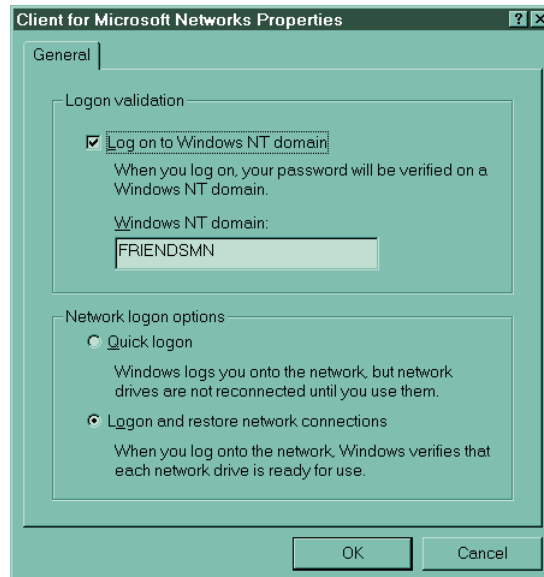 Client for Microsoft Networks Properties
General
Logon validation
Log on to Windows NT domain
When you log on, your password will be verified on a
Windows NT domain.
Windows NT domain:
FRIENDSMN
Network logon options
Quick logon
Windows logs you onto the network, but network
drives are not reconnected until you use them.
Logon and restore network connections
When you log onto the network, Windows verifies that
each network drive is ready for use.
OK Cancel